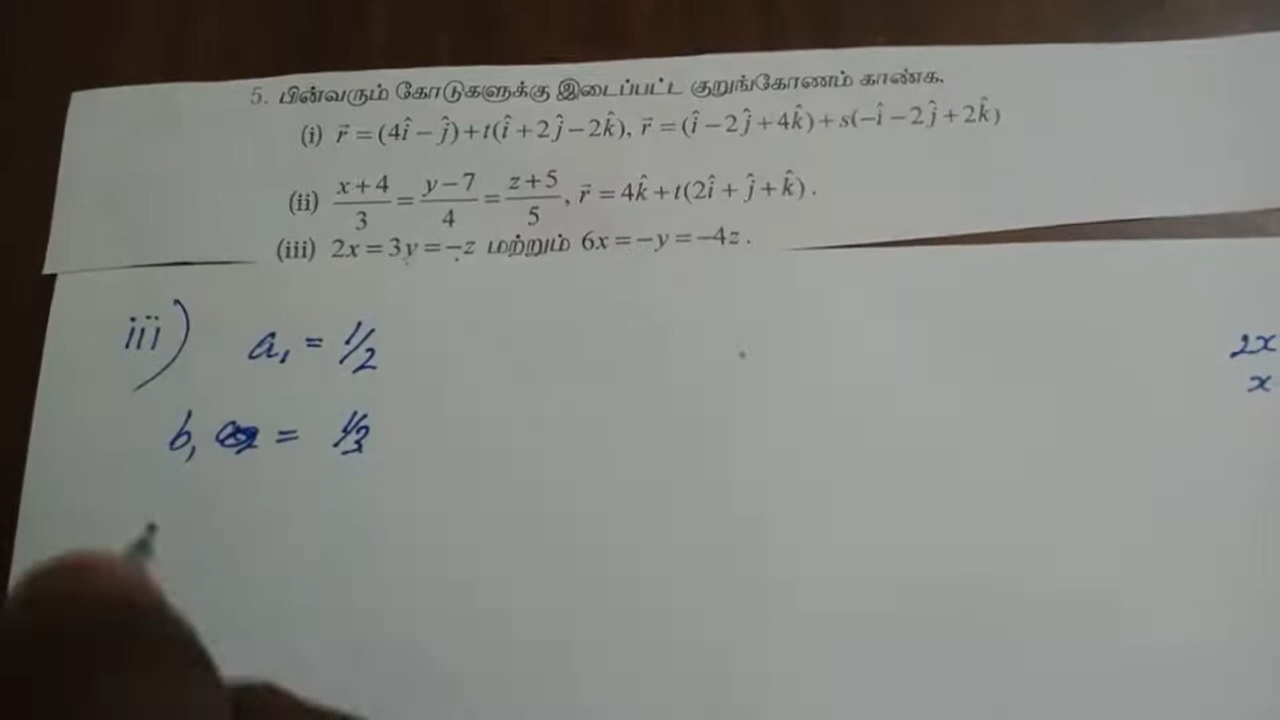 5. பின்வரும் கோடுகளுக்கு இடைப்பட்ட குறுங்கோணம் காண்க.
(i) r⃗ = (4î − ĵ) + t(î + 2ĵ − 2k̂), r⃗ = (î − 2ĵ + 4k̂) + s(−î − 2ĵ + 2k̂)
(ii) (x+4)/3 = (y−7)/4 = (z+5)/5, r⃗ = 4k̂ + t(2î + ĵ + k̂).
(iii) 2x = 3y = −z மற்றும் 6x = −y = −4z.
iii) a₁ = 1/2
b₁ = 1/3
2x
x